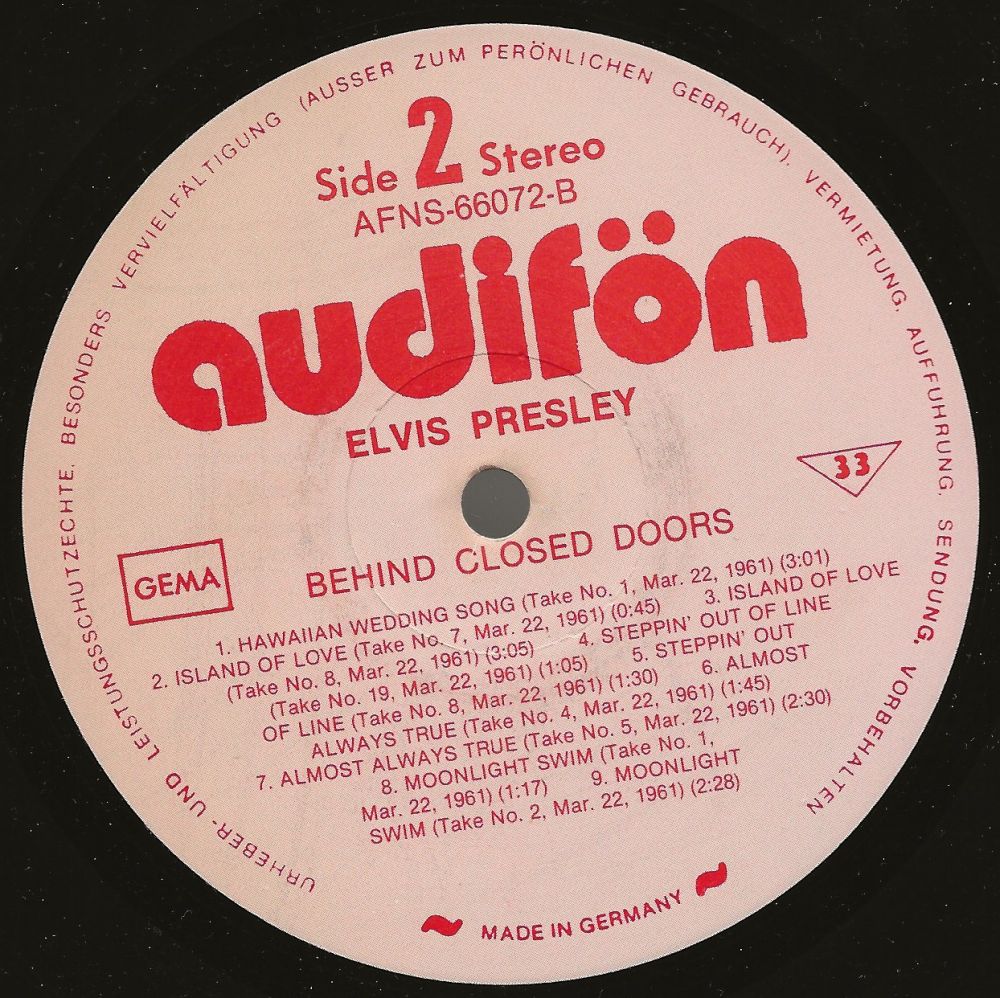 URHEBER- UND LEISTUNGSSCHUTZECHTE. BESONDERS VERVIELFÄLTIGUNG (AUSSER ZUM PERÖNLICHEN GEBRAUCH), VERMIETUNG, AUFFUHRUNG, SENDUNG, VORBEHALTEN
Side 2 Stereo
AFNS-66072-B
audifön
ELVIS PRESLEY
33
GEMA
BEHIND CLOSED DOORS
1. HAWAIIAN WEDDING SONG (Take No. 1, Mar. 22, 1961) (3:01)
2. ISLAND OF LOVE (Take No. 7, Mar. 22, 1961) (0:45) 3. ISLAND OF LOVE
(Take No. 8, Mar. 22, 1961) (3:05) 4. STEPPIN' OUT OF LINE
(Take No. 19, Mar. 22, 1961) (1:05) 5. STEPPIN' OUT
OF LINE (Take No. 8, Mar. 22, 1961) (1:30) 6. ALMOST
ALWAYS TRUE (Take No. 4, Mar. 22, 1961) (1:45)
7. ALMOST ALWAYS TRUE (Take No. 5, Mar. 22, 1961) (2:30)
8. MOONLIGHT SWIM (Take No. 1,
Mar. 22, 1961) (1:17) 9. MOONLIGHT
SWIM (Take No. 2, Mar. 22, 1961) (2:28)
MADE IN GERMANY